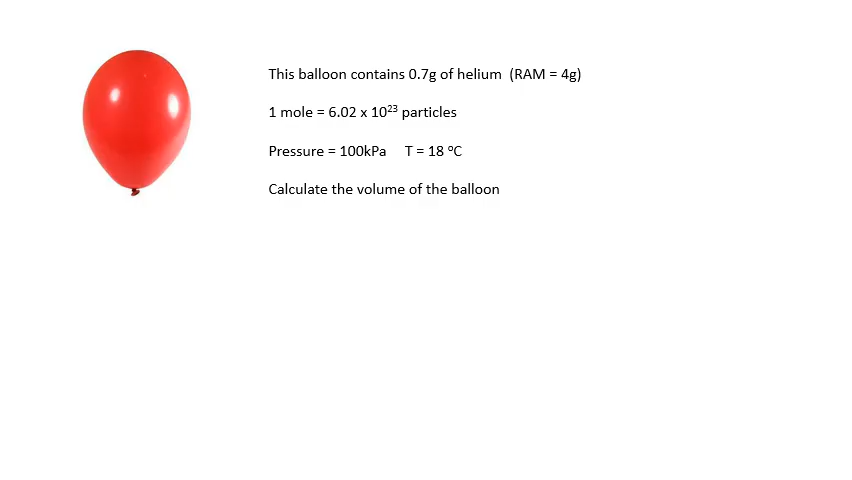 This balloon contains 0.7g of helium  (RAM = 4g)
1 mole = 6.02 x 10²³ particles
Pressure = 100kPa     T = 18 °C
Calculate the volume of the balloon